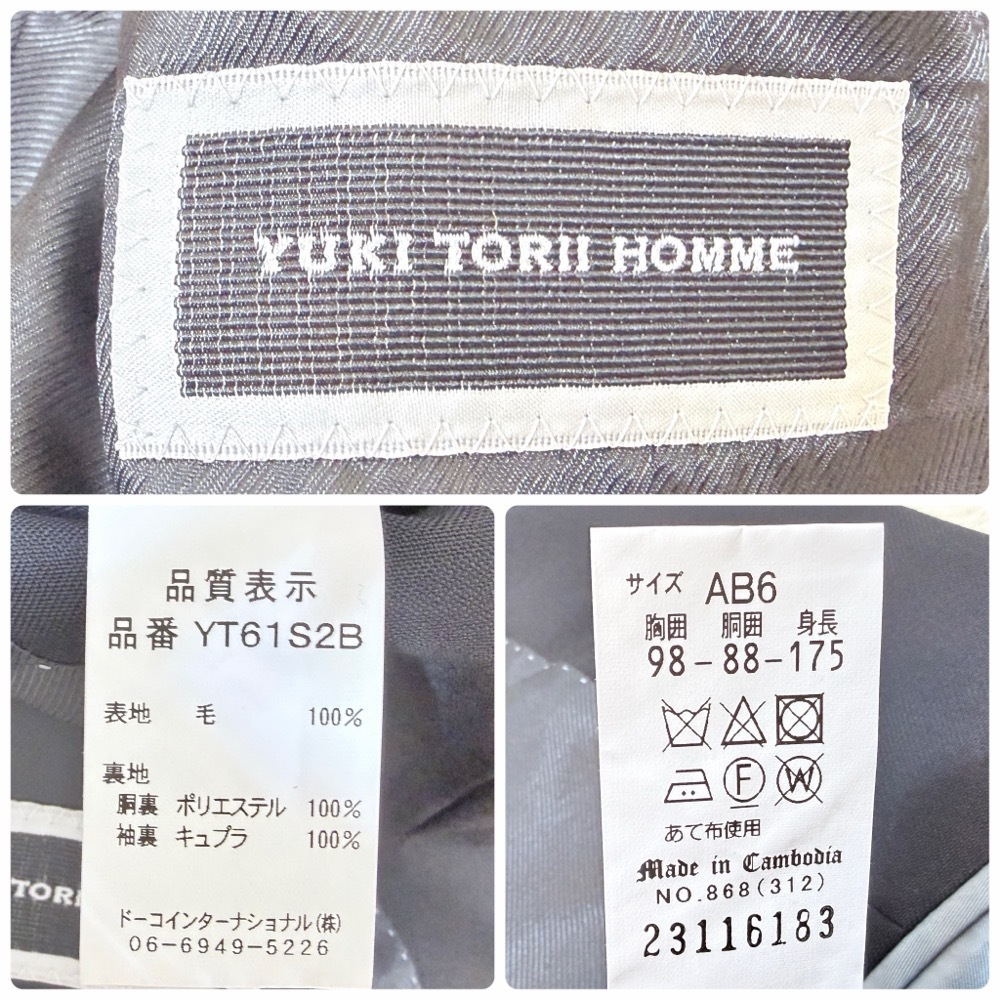 YUKI TORII HOMME
品質表示
品番 YT61S2B
表地 毛 100%
裏地
胴裏 ポリエステル 100%
袖裏 キュプラ 100%
ドーコインターナショナル(株)
06-6949-5226
TORI
サイズ AB6
胸囲 胴囲 身長
98-88-175
F W
あて布使用
Made in Cambodia
NO.868(312)
23116183